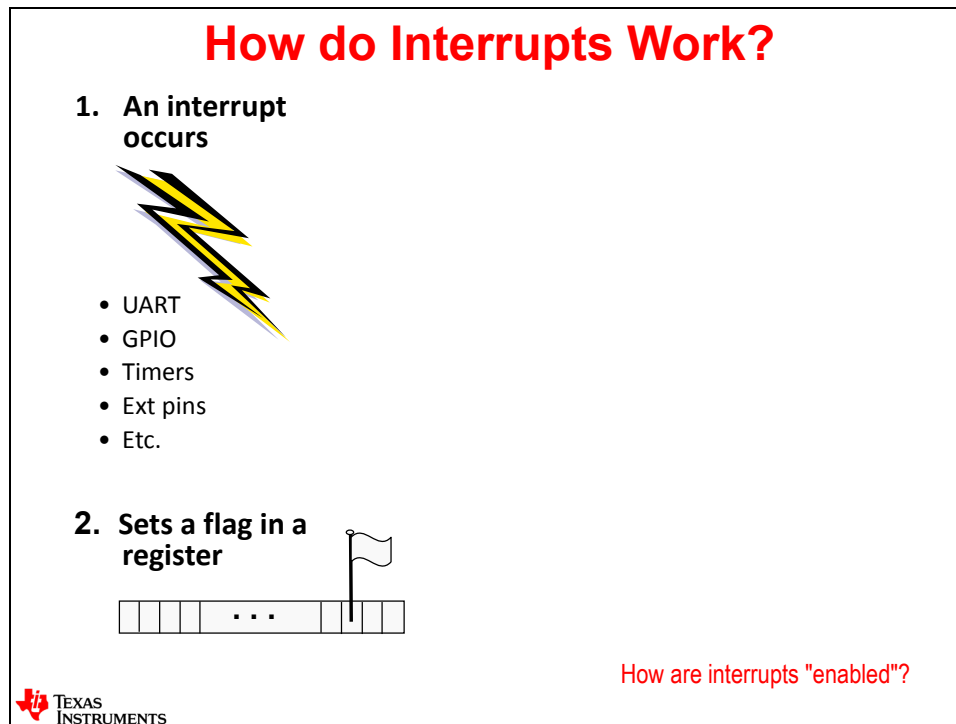 How do Interrupts Work?
1. An interrupt
occurs
• UART
• GPIO
• Timers
• Ext pins
• Etc.
2. Sets a flag in a
register
. . .
How are interrupts "enabled"?
TEXAS
INSTRUMENTS